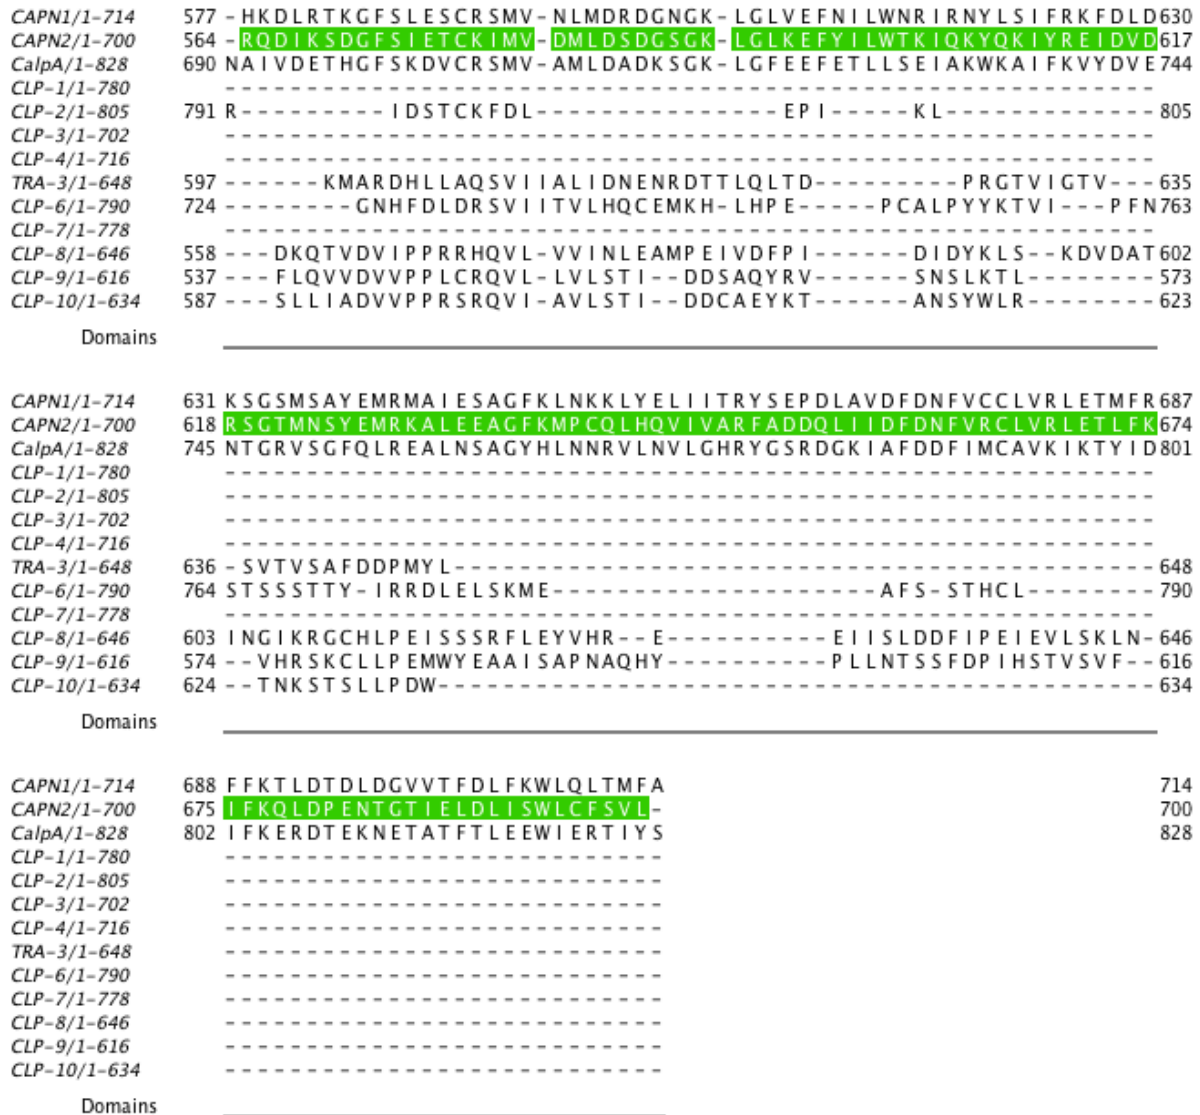 CAPN1/1-714 577 -HKDLRTKGFSLESCRSMV-NLMDRDGNGK-LGLVEFNILWNRIRNYLSIFRKFDLD 630
CAPN2/1-700 564 -RQDIKSDGFSIETCKIMV-DMLDSDGSGK-LGLKEFYILWTKIQKYQKIYREIDVD 617
CalpA/1-828 690 NAIVDETHGFSKDVCRSMV-AMLDADKSGK-LGFEEFETLLSEIAKWKAIFKVYDVE 744
CLP-1/1-780 ---------------------------------------------------------
CLP-2/1-805 791 R---------IDSTCKFDL---------------EPI-----KL------------- 805
CLP-3/1-702 ---------------------------------------------------------
CLP-4/1-716 ---------------------------------------------------------
TRA-3/1-648 597 ------KMARDHLLAQSVIIALIDNENRDTTLQLTD---------PRGTVIGTV--- 635
CLP-6/1-790 724 --------GNHFDLDRSVIITVLHQCEMKH-LHPE-----PCALPYYKTVI---PFN 763
CLP-7/1-778 ---------------------------------------------------------
CLP-8/1-646 558 ---DKQTVDVIPPRRHQVL-VVINLEAMPEIVDFPI------DIDYKLS--KDVDAT 602
CLP-9/1-616 537 ---FLQVVDVVPPLCRQVL-LVLSTI--DDSAQYRV------SNSLKTL-------- 573
CLP-10/1-634 587 ---SLLIADVVPPRSRQVI-AVLSTI--DDCAEYKT------ANSYWLR-------- 623
Domains
CAPN1/1-714 631 KSGSMSAYEMRMAIESAGFKLNKKLYELIITRYSEPDLAVDFDNFVCCLVRLETMFR 687
CAPN2/1-700 618 RSGTMNSYEMRKALEEAGFKMPCQLHQVIVARFADDQLIIDFDNFVRCLVRLETLFK 674
CalpA/1-828 745 NTGRVSGFQLREALNSAGYHLNNRVLNVLGHRYGSRDGKIAFDDFIMCAVKIKTYID 801
CLP-1/1-780 ---------------------------------------------------------
CLP-2/1-805 ---------------------------------------------------------
CLP-3/1-702 ---------------------------------------------------------
CLP-4/1-716 ---------------------------------------------------------
TRA-3/1-648 636 -SVTVSAFDDPMYL------------------------------------------- 648
CLP-6/1-790 764 STSSSTTY-IRRDLELSKME--------------------AFS-STHCL-------- 790
CLP-7/1-778 ---------------------------------------------------------
CLP-8/1-646 603 INGIKRGCHLPEISSSRFLEYVHR--E----------EIISLDDFIPEIEVLSKLN- 646
CLP-9/1-616 574 --VHRSKCLLPEMWYEAAISAPNAQHY----------PLLNTSSFDPIHSTVSVF-- 616
CLP-10/1-634 624 --TNKSTSLLPDW-------------------------------------------- 634
Domains
CAPN1/1-714 688 FFKTLDTDLDGVVTFDLFKWLQLTMFA 714
CAPN2/1-700 675 IFKQLDPENTGTIELDLISWLCFSVL- 700
CalpA/1-828 802 IFKERDTEKNETATFTLEEWIERTIYS 828
CLP-1/1-780 ---------------------------
CLP-2/1-805 ---------------------------
CLP-3/1-702 ---------------------------
CLP-4/1-716 ---------------------------
TRA-3/1-648 ---------------------------
CLP-6/1-790 ---------------------------
CLP-7/1-778 ---------------------------
CLP-8/1-646 ---------------------------
CLP-9/1-616 ---------------------------
CLP-10/1-634 ---------------------------
Domains